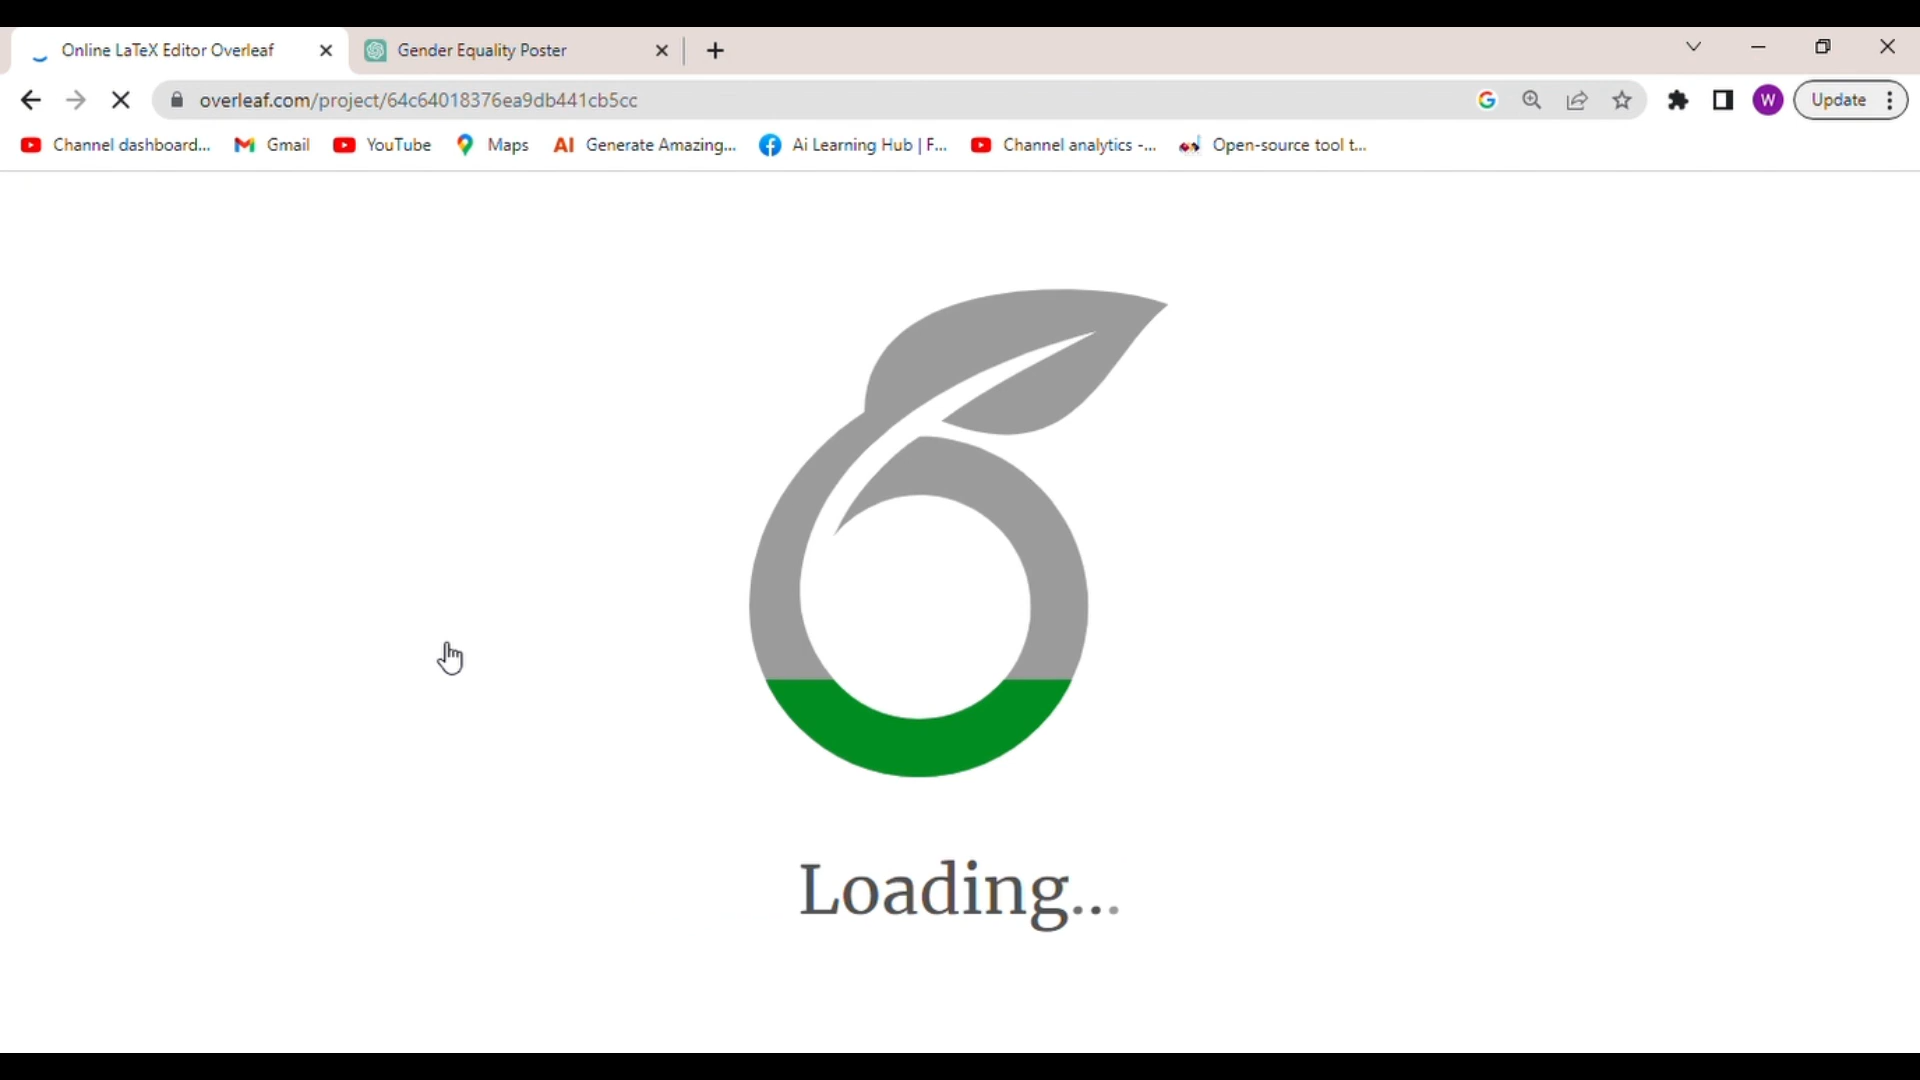 Online LaTeX Editor Overleaf
Gender Equality Poster
overleaf.com/project/64c64018376ea9db441cb5cc
W
Update
Channel dashboard...
Gmail
YouTube
Maps
AI Generate Amazing...
Ai Learning Hub | F...
Channel analytics -...
Open-source tool t...
Loading...